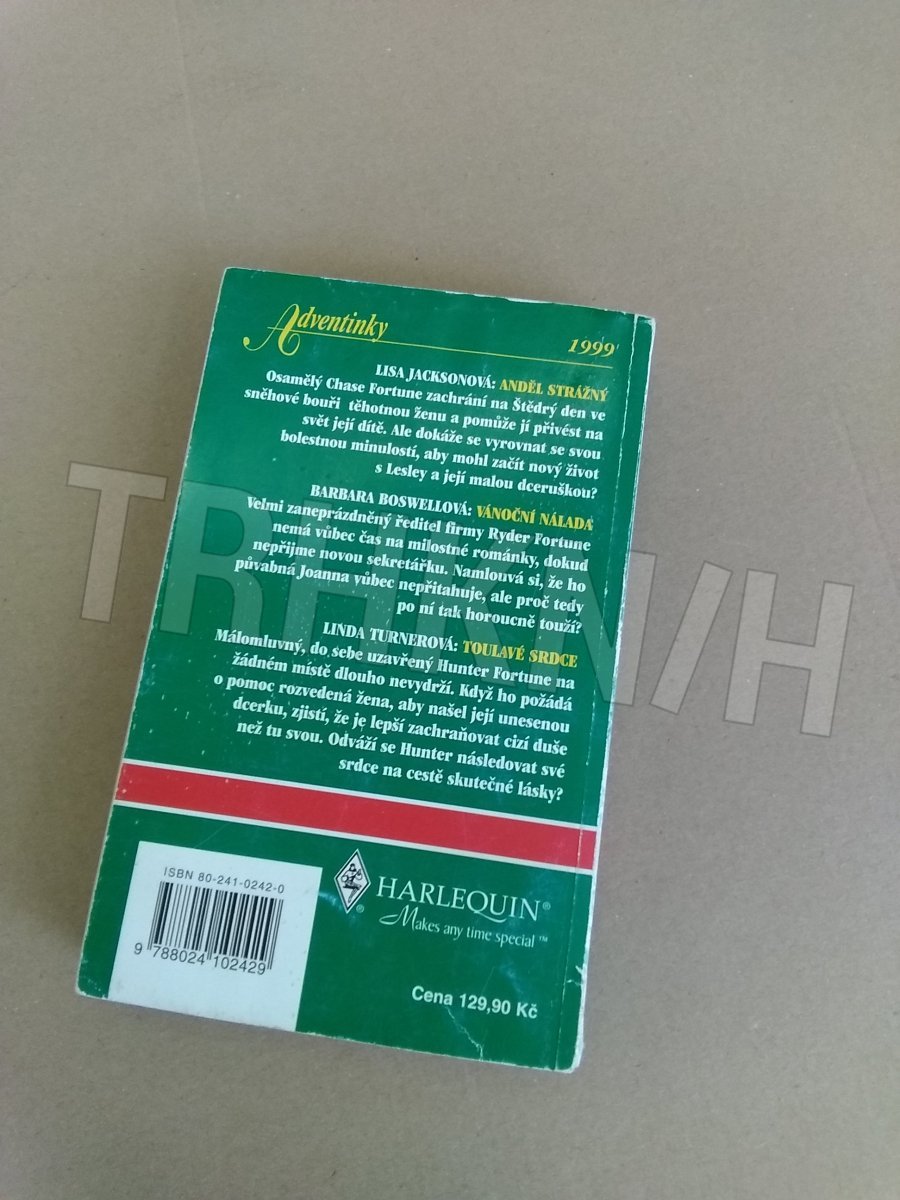 Adventinky
1999
LISA JACKSONOVÁ: ANDĚL STRÁŽNÝ
Osamělý Chase Fortune zachrání na Štědrý den ve
sněhové bouři těhotnou ženu a pomůže jí přivést na
svět její dítě. Ale dokáže se vyrovnat se svou
bolestnou minulostí, aby mohl začít nový život
s Lesley a její malou dceruškou?
BARBARA BOSWELLOVÁ: VÁNOČNÍ NÁLADA
Velmi zaneprázdněný ředitel firmy Ryder Fortune
nemá vůbec čas na milostné románky, dokud
nepřijme novou sekretářku. Namlouvá si, že ho
půvabná Joanna vůbec nepřitahuje, ale proč tedy
po ní tak horoucně touží?
LINDA TURNEROVÁ: TOULAVÉ SRDCE
Málomluvný, do sebe uzavřený Hunter Fortune na
žádném místě dlouho nevydrží. Když ho požádá
o pomoc rozvedená žena, aby našel její unesenou
dcerku, zjistí, že je lepší zachraňovat cizí duše
než tu svou. Odváží se Hunter následovat své
srdce na cestě skutečné lásky?
ISBN 80-241-0242-0
9 788024 102429
HARLEQUIN®
Makes any time special™
Cena 129,90 Kč
TRHKN/H